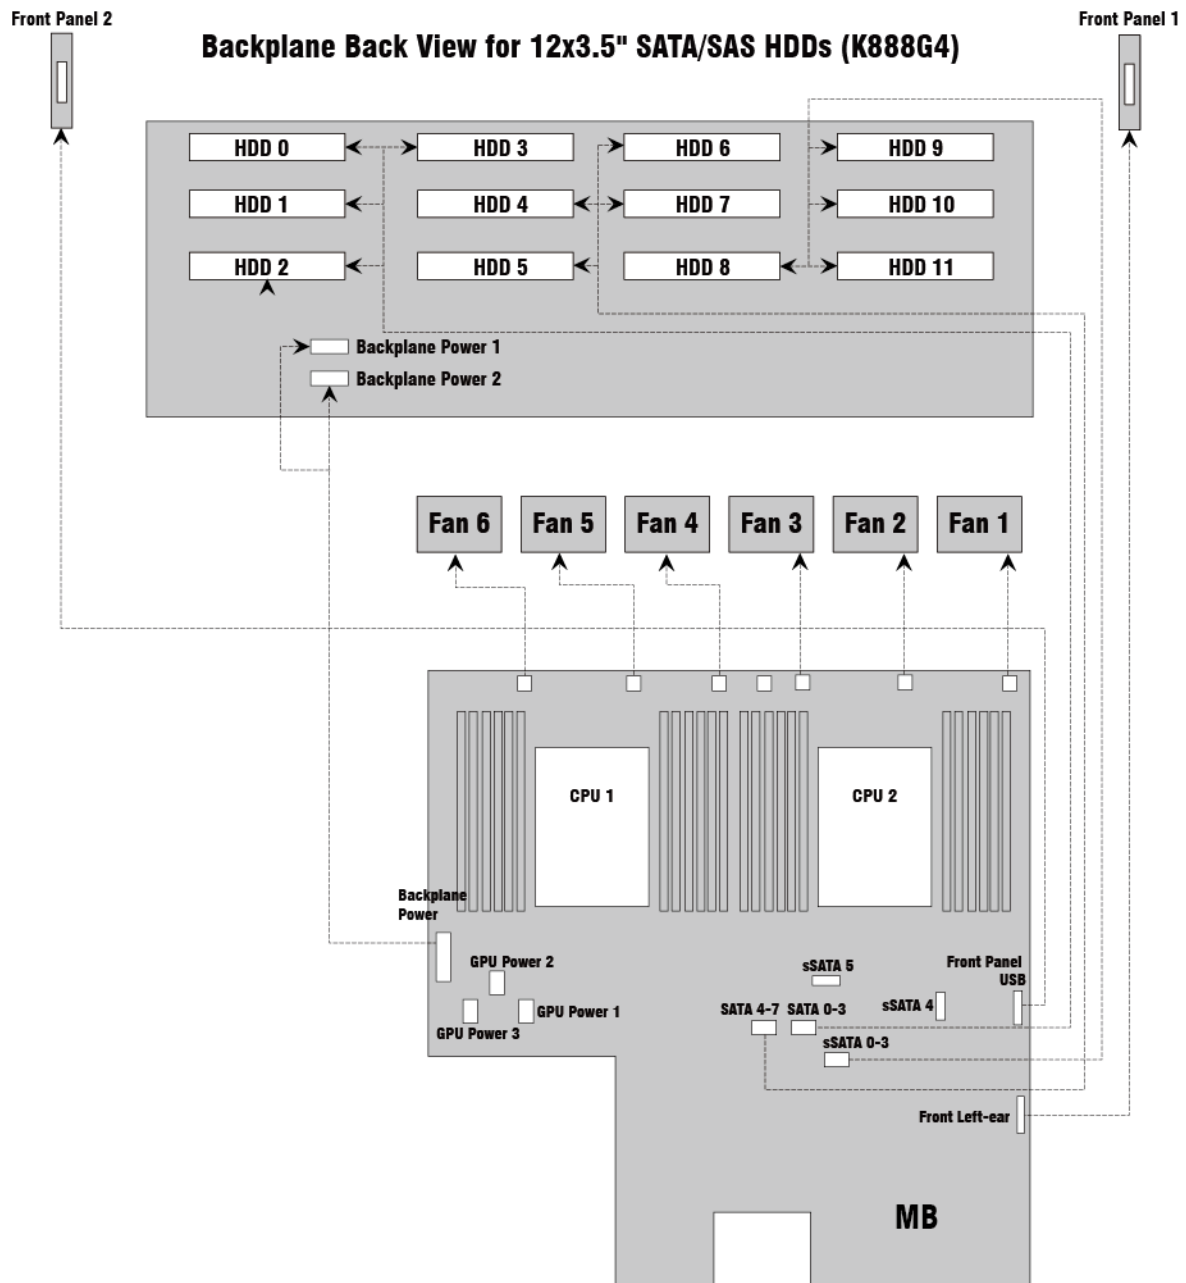 Front Panel 2
Front Panel 1
Backplane Back View for 12x3.5" SATA/SAS HDDs (K888G4)
HDD 0
HDD 3
HDD 6
HDD 9
HDD 1
HDD 4
HDD 7
HDD 10
HDD 2
HDD 5
HDD 8
HDD 11
Backplane Power 1
Backplane Power 2
Fan 6
Fan 5
Fan 4
Fan 3
Fan 2
Fan 1
CPU 1
CPU 2
Backplane
Power
GPU Power 2
GPU Power 1
GPU Power 3
sSATA 5
Front Panel
USB
sSATA 4
SATA 4-7
SATA 0-3
sSATA 0-3
Front Left-ear
MB